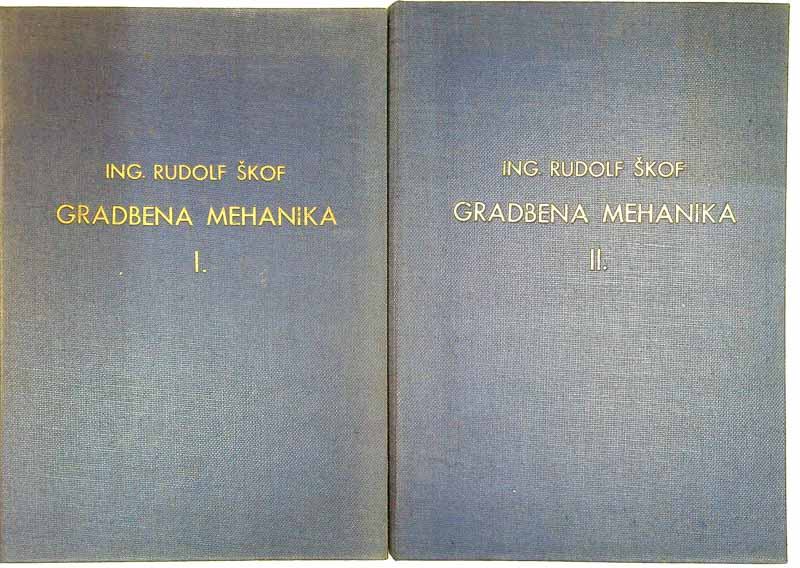 ING. RUDOLF ŠKOF
GRADBENA MEHANIKA
I.
ING. RUDOLF ŠKOF
GRADBENA MEHANIKA
II.